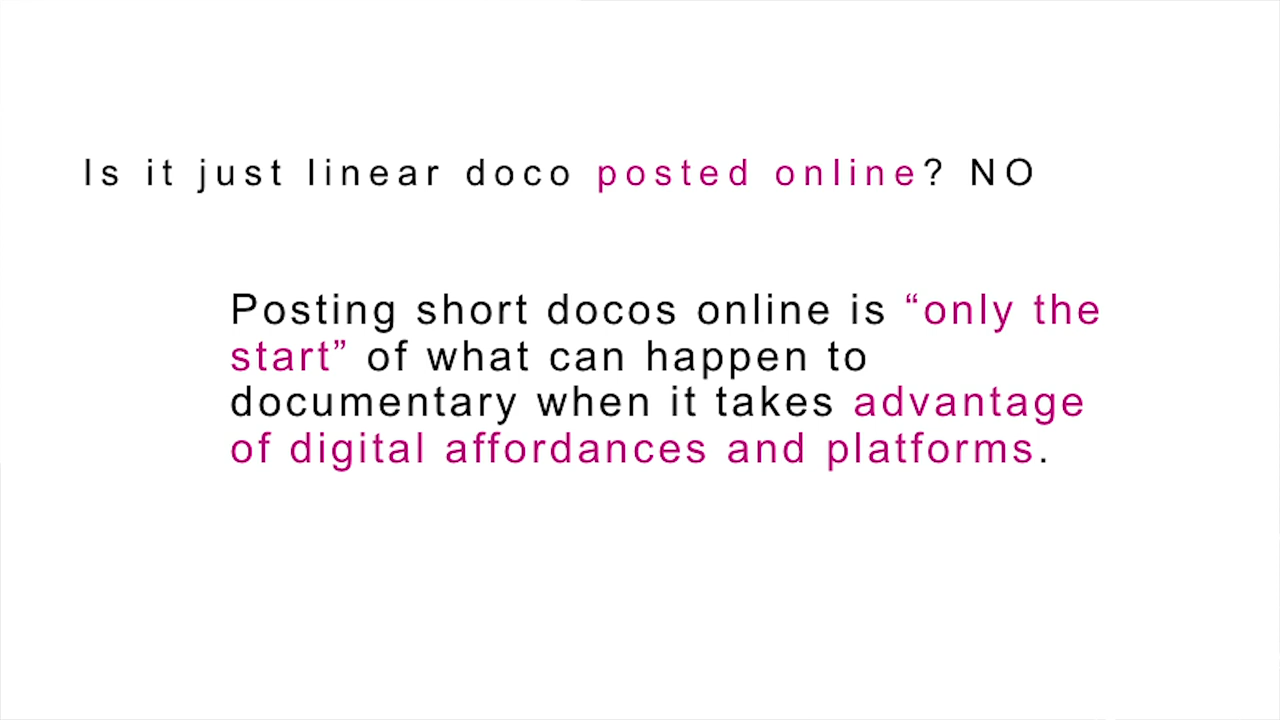 Is it just linear doco posted online? NO
Posting short docos online is “only the
start” of what can happen to
documentary when it takes advantage
of digital affordances and platforms.